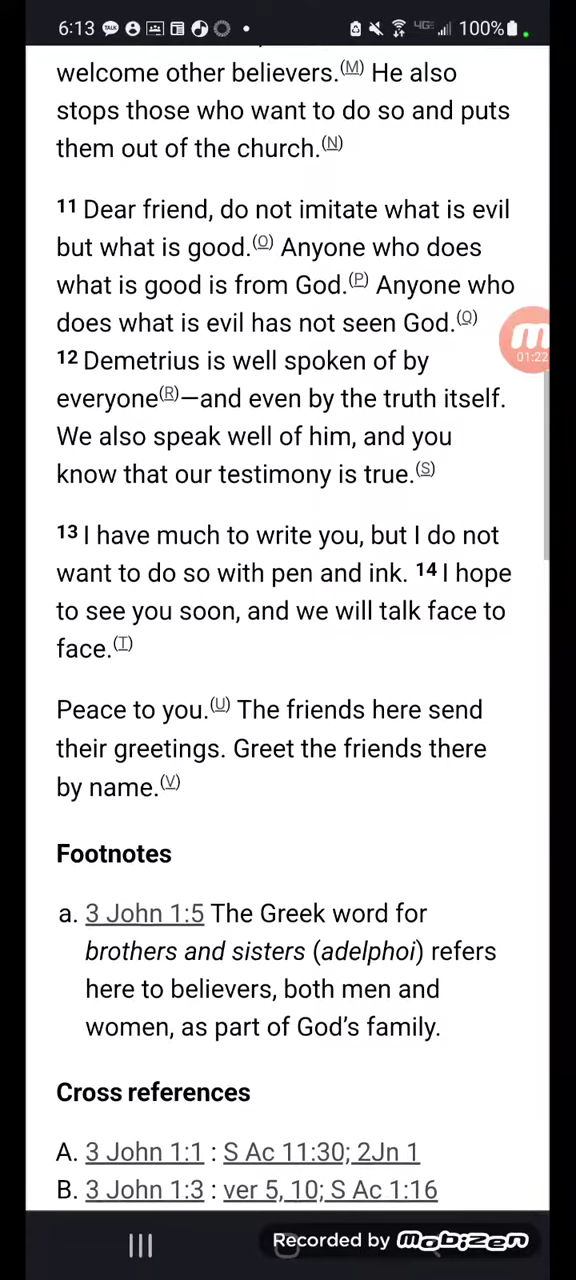 6:13 TALK 4GE 100%
welcome other believers.(M) He also
stops those who want to do so and puts
them out of the church.(N)
11 Dear friend, do not imitate what is evil
but what is good.(O) Anyone who does
what is good is from God.(P) Anyone who
does what is evil has not seen God.(Q)
m
01:22
12 Demetrius is well spoken of by
everyone(R)—and even by the truth itself.
We also speak well of him, and you
know that our testimony is true.(S)
13 I have much to write you, but I do not
want to do so with pen and ink. 14 I hope
to see you soon, and we will talk face to
face.(T)
Peace to you.(U) The friends here send
their greetings. Greet the friends there
by name.(V)
Footnotes
a. 3 John 1:5 The Greek word for
brothers and sisters (adelphoi) refers
here to believers, both men and
women, as part of God’s family.
Cross references
A. 3 John 1:1 : S Ac 11:30; 2Jn 1
B. 3 John 1:3 : ver 5, 10; S Ac 1:16
Recorded by mobizen